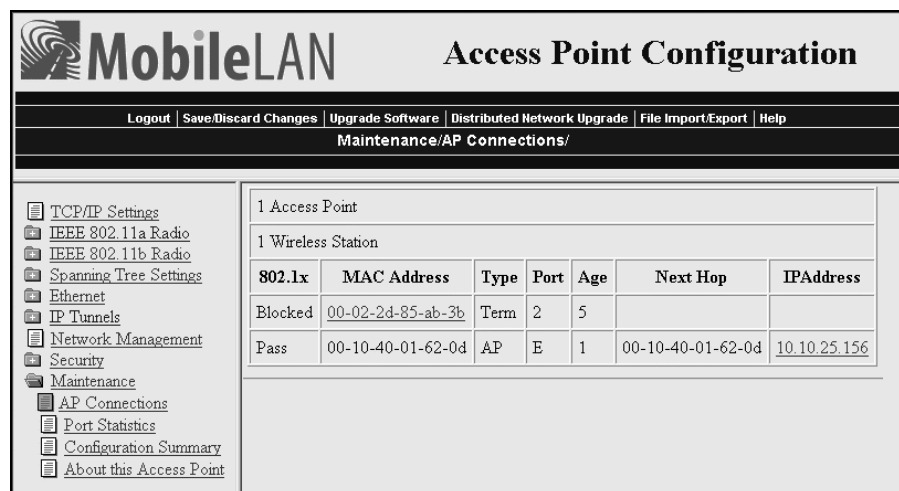 MobileLAN
Access Point Configuration
Logout | Save/Discard Changes | Upgrade Software | Distributed Network Upgrade | File Import/Export | Help
Maintenance/AP Connections/
TCP/IP Settings
IEEE 802.11a Radio
IEEE 802.11b Radio
Spanning Tree Settings
Ethernet
IP Tunnels
Network Management
Security
Maintenance
AP Connections
Port Statistics
Configuration Summary
About this Access Point
1 Access Point
1 Wireless Station
802.1x MAC Address Type Port Age Next Hop IPAddress
Blocked 00-02-2d-85-ab-3b Term 2 5
Pass 00-10-40-01-62-0d AP E 1 00-10-40-01-62-0d 10.10.25.156